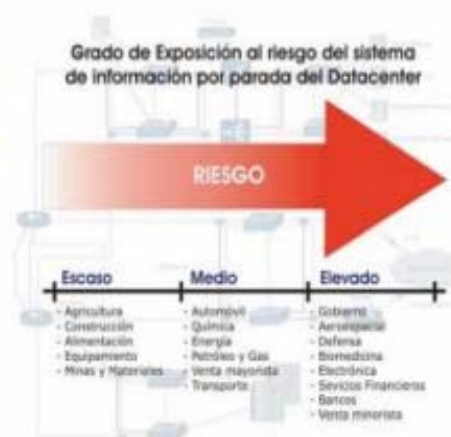 Grado de Exposición al riesgo del sistema
de información por parada del Datacenter
RIESGO
Escaso
- Agricultura
- Construcción
- Alimentación
- Equipamiento
- Minas y Materiales
Medio
- Automóvil
- Química
- Energía
- Petróleo y Gas
- Venta mayorista
- Transporte
Elevado
- Gobierno
- Aeroespacial
- Defensa
- Biomedicina
- Electrónica
- Sevicios Financieros
- Bancos
- Venta minorista